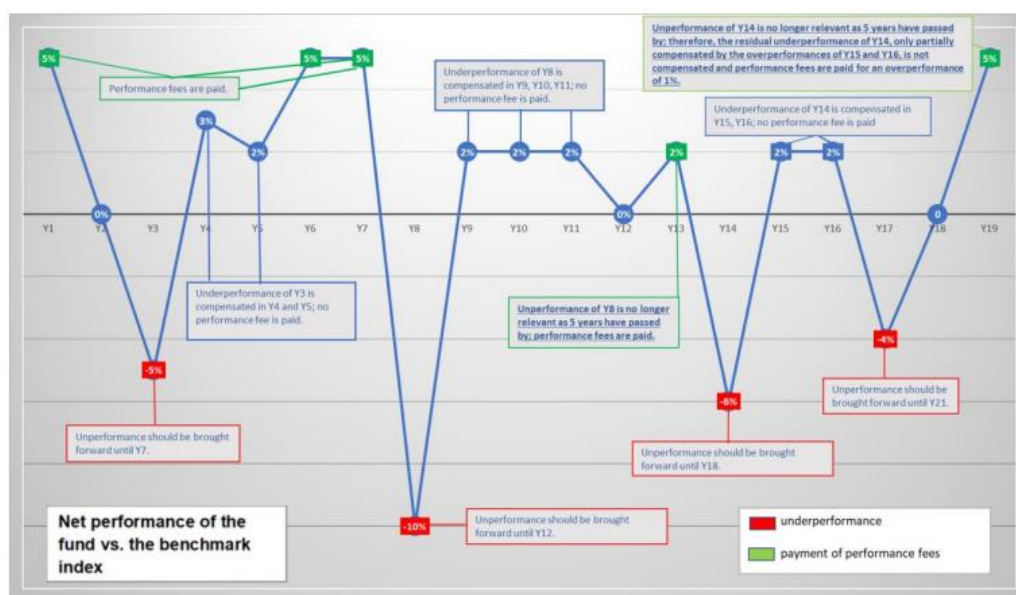 Unperformance of Y14 is no longer relevant as 5 years have passed
by; therefore, the residual underperformance of Y14, only partially
compensated by the overperformances of Y15 and Y16, is not
compensated and performance fees are paid for an overperformance
of 1%.
5%
5%
5%
5%
Performance fees are paid.
Underperformance of Y8 is
compensated in Y9, Y10, Y11; no
performance fee is paid.
Underperformance of Y14 is compensated in
Y15, Y16; no performance fee is paid
3%
2%
2%
2%
2%
2%
2%
2%
0%
0%
0
Y1
Y2
Y3
Y4
Y5
Y6
Y7
Y8
Y9
Y10
Y11
Y12
Y13
Y14
Y15
Y16
Y17
Y18
Y19
Underperformance of Y3 is
compensated in Y4 and Y5; no
performance fee is paid.
Unperformance of Y8 is no longer
relevant as 5 years have passed
by; performance fees are paid.
-5%
-4%
-6%
Unperformance should be
brought forward until Y21.
Unperformance should be brought
forward until Y7.
Unperformance should be brought
forward until Y18.
-10%
Unperformance should be brought
forward until Y12.
Net performance of the
fund vs. the benchmark
index
underperformance
payment of performance fees